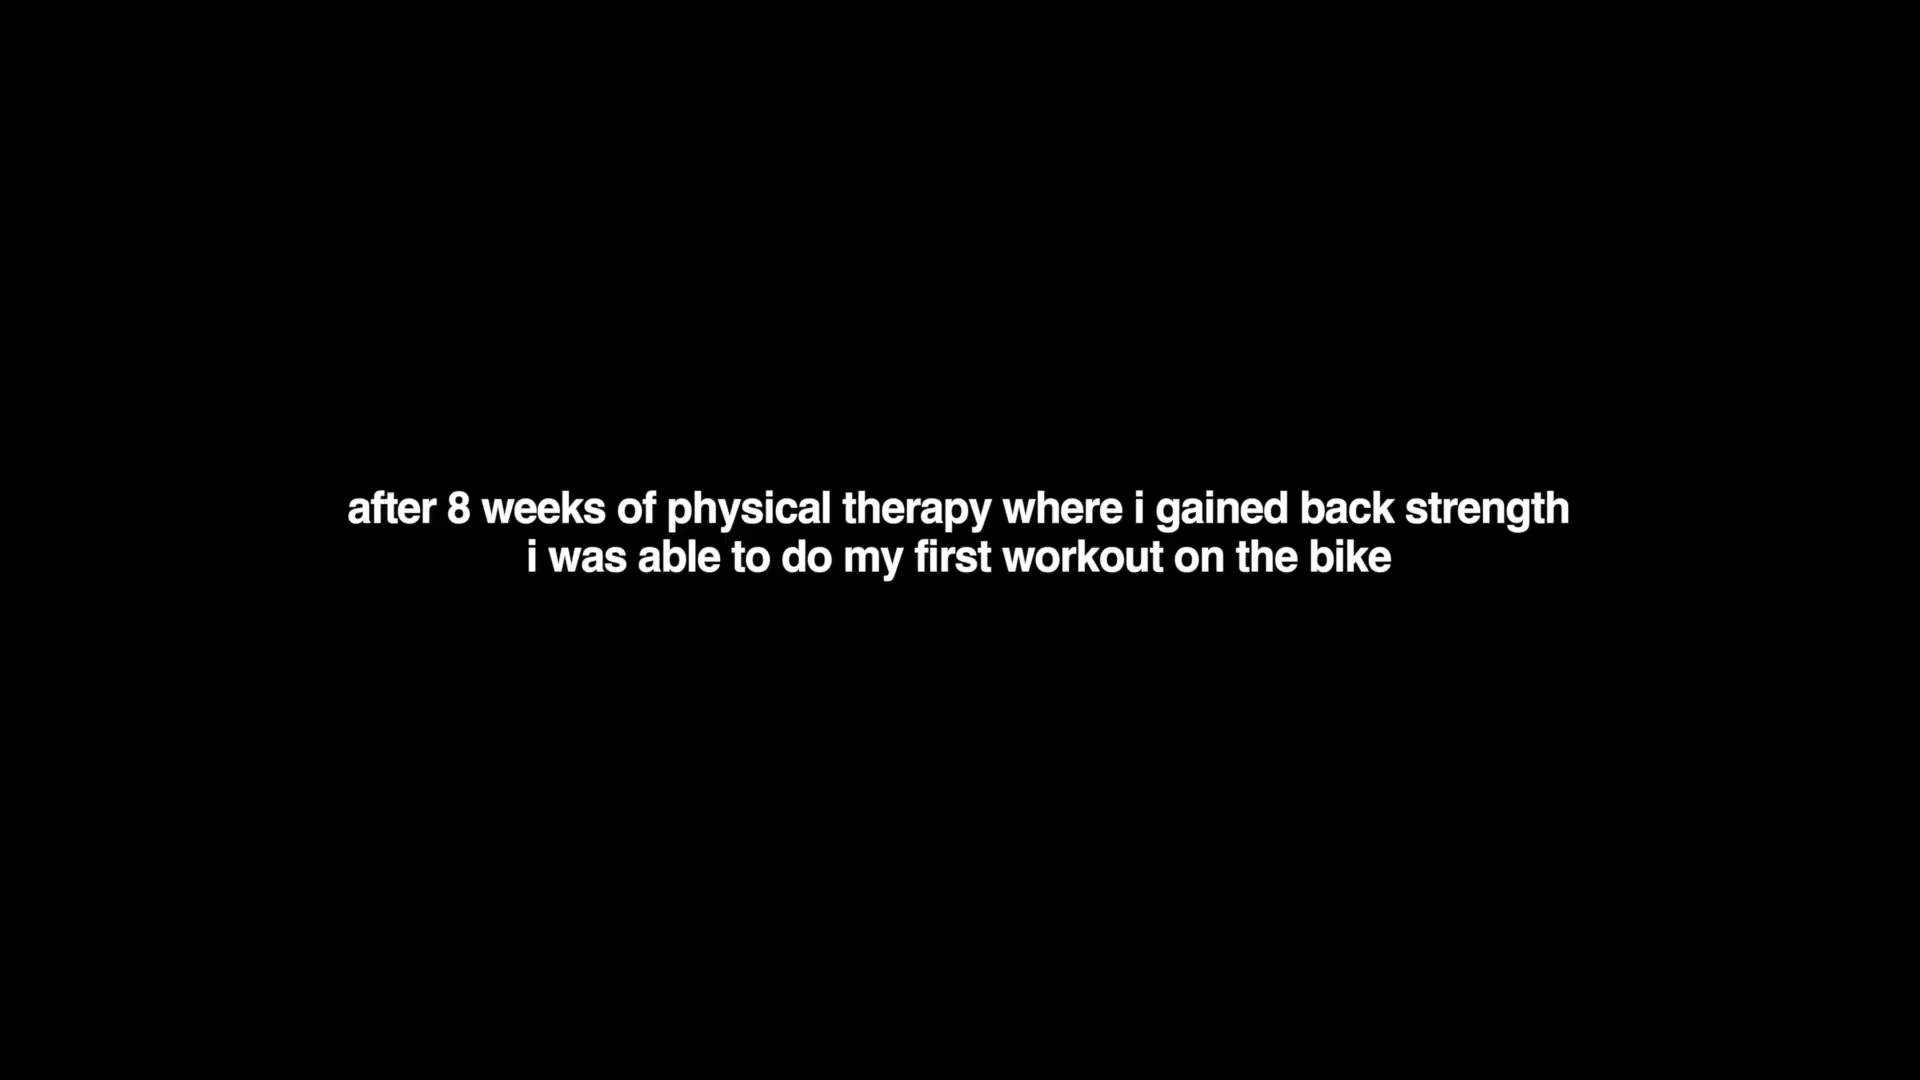 after 8 weeks of physical therapy where i gained back strength
i was able to do my first workout on the bike